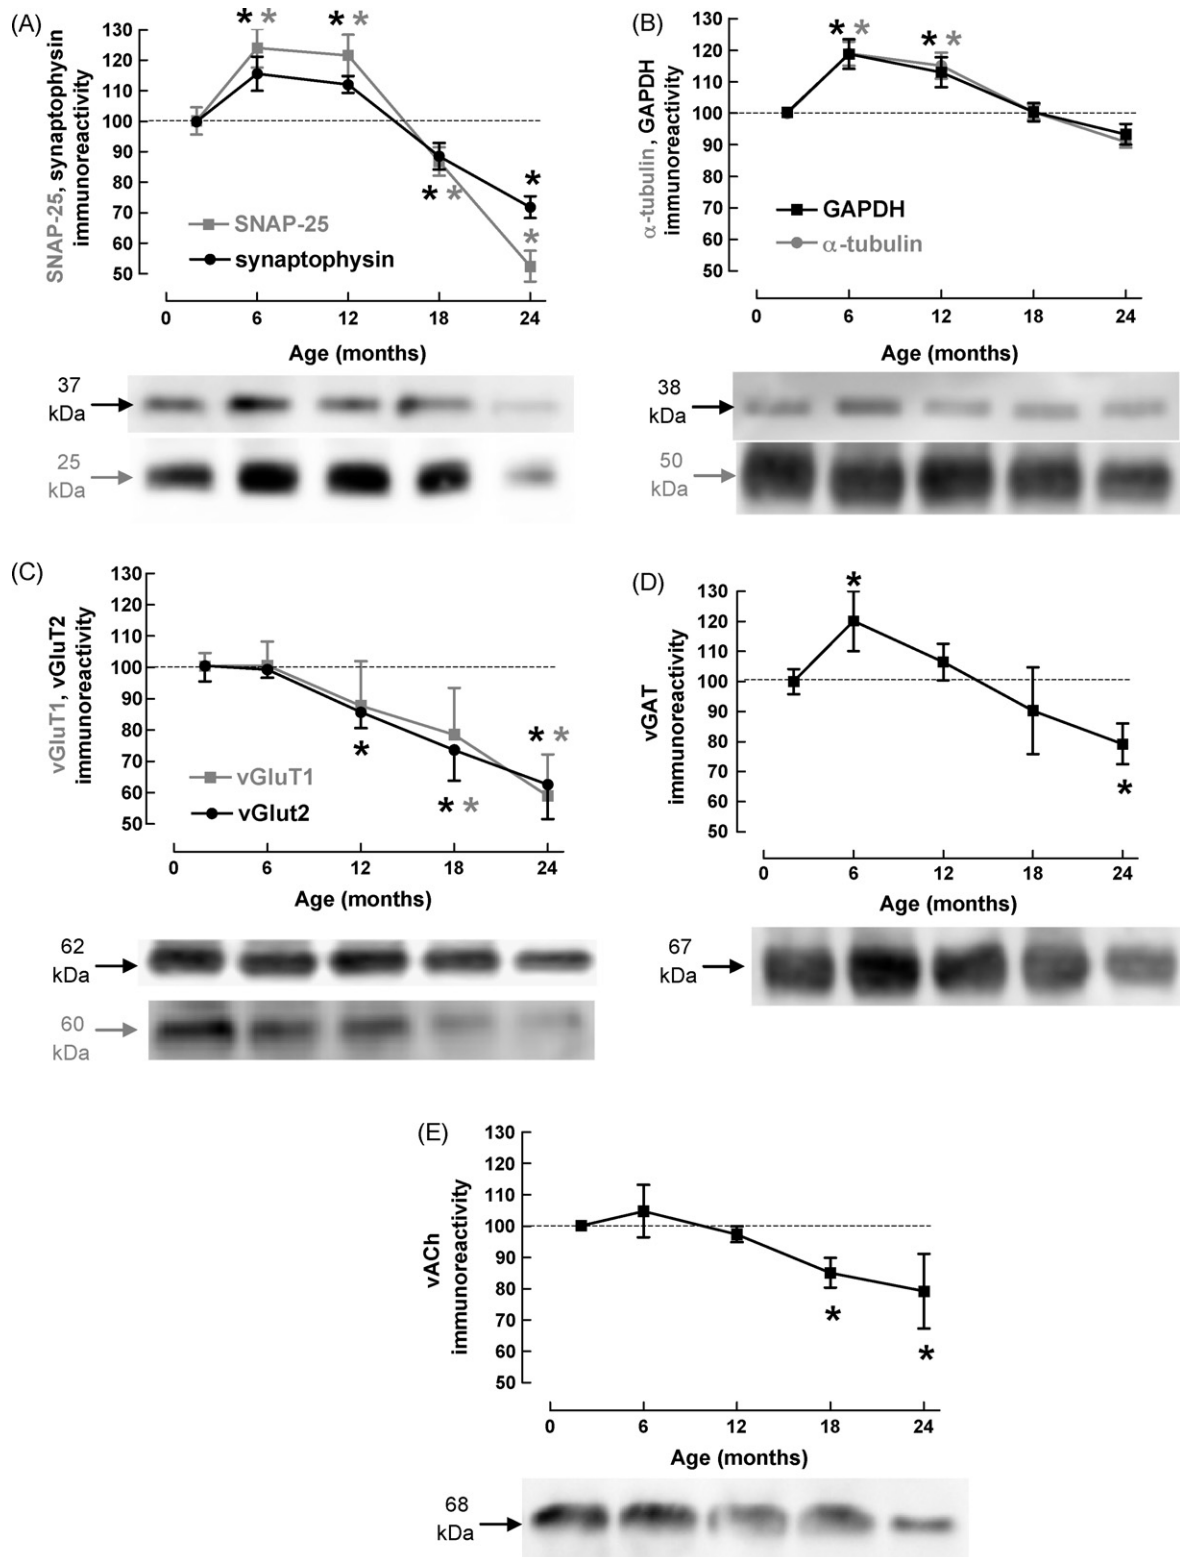 (A)
* * * *
130
120
110
100
90
80
70
60
50
SNAP-25, synaptophysin
immunoreactivity
* *
*
*
SNAP-25
synaptophysin
0 6 12 18 24
Age (months)
37
kDa
25
kDa
(B)
* * * *
130
120
110
100
90
80
70
60
50
α-tubulin, GAPDH
immunoreactivity
GAPDH
α-tubulin
0 6 12 18 24
Age (months)
38
kDa
50
kDa
(C)
130
120
110
100
90
80
70
60
50
vGluT1, vGluT2
immunoreactivity
* *
*
* *
vGluT1
vGlut2
0 6 12 18 24
Age (months)
62
kDa
60
kDa
(D)
*
130
120
110
100
90
80
70
60
50
vGAT
immunoreactivity
*
0 6 12 18 24
Age (months)
67
kDa
(E)
130
120
110
100
90
80
70
60
50
vACh
immunoreactivity
*
*
0 6 12 18 24
Age (months)
68
kDa